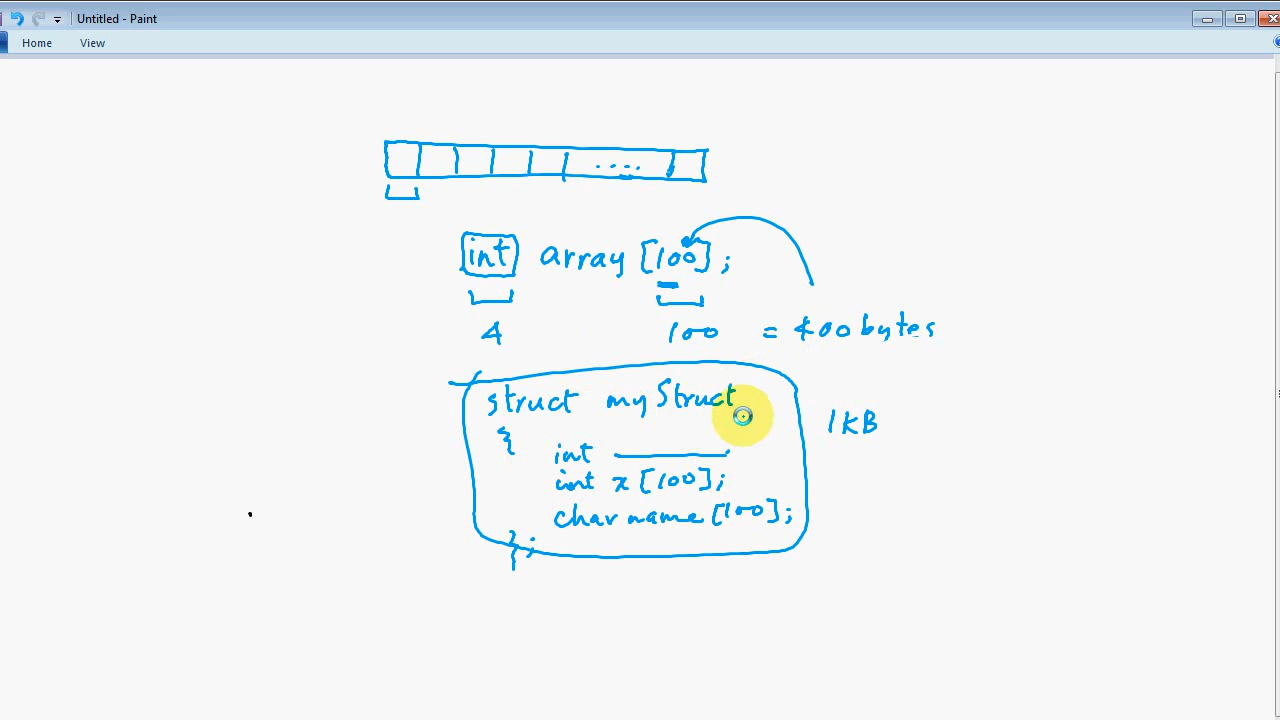 Untitled - Paint
Home View
int array [100];
4 100 = 400 bytes
struct myStruct
{
1KB
int
int x [100];
char name [100];
};